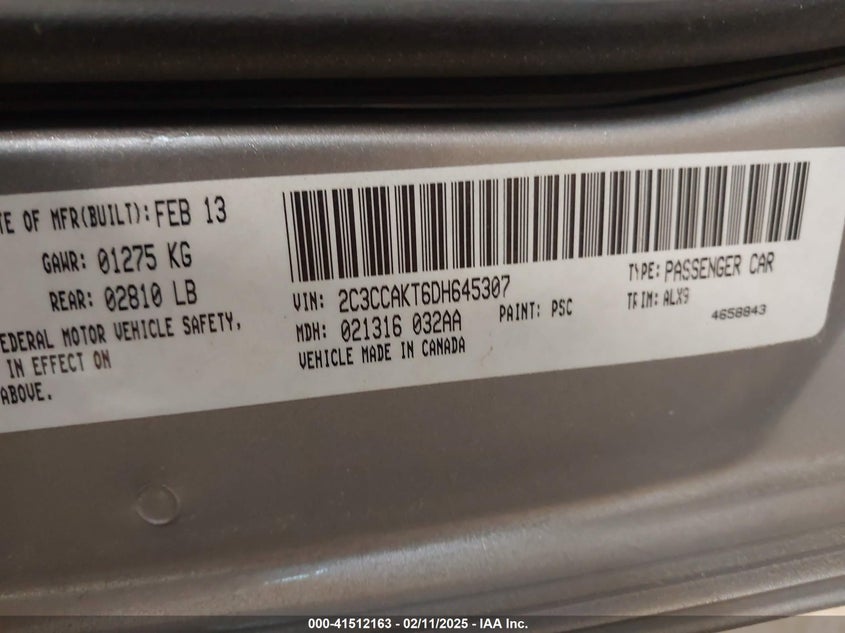 TE OF MFR(BUILT): FEB 13
GAWR: 01275 KG
REAR: 02810 LB
EDERAL MOTOR VEHICLE SAFETY,
IN EFFECT ON
ABOVE.
VIN: 2C3CCAKT6DH645307
TYPE: PASSENGER CAR
MDH: 021316 032AA
PAINT: PSC
TRIM: ALX9
VEHICLE MADE IN CANADA
4658843
000-41512163 - 02/11/2025 - IAA Inc.